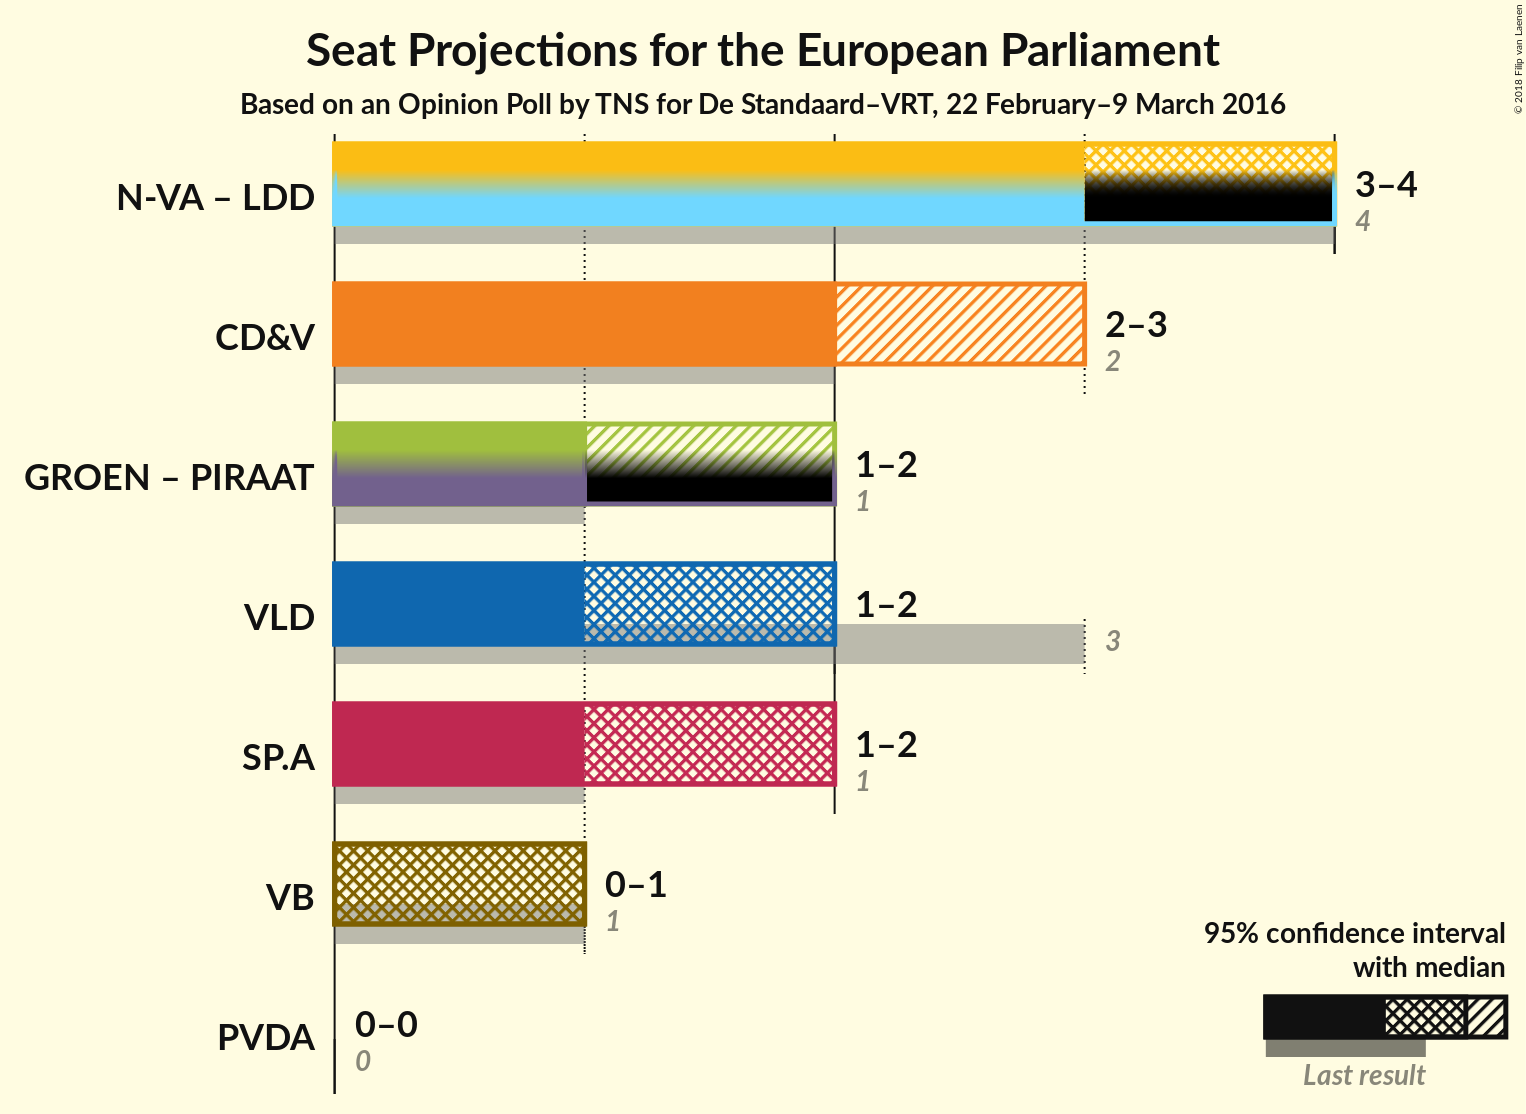 Seat Projections for the European Parliament
Based on an Opinion Poll by TNS for De Standaard–VRT, 22 February–9 March 2016
© 2018 Filip van Laenen
N-VA – LDD
3–4
4
CD&V
2–3
2
GROEN – PIRAAT
1–2
1
VLD
1–2
3
SP.A
1–2
1
VB
0–1
1
PVDA
0–0
0
95% confidence interval
with median
Last result